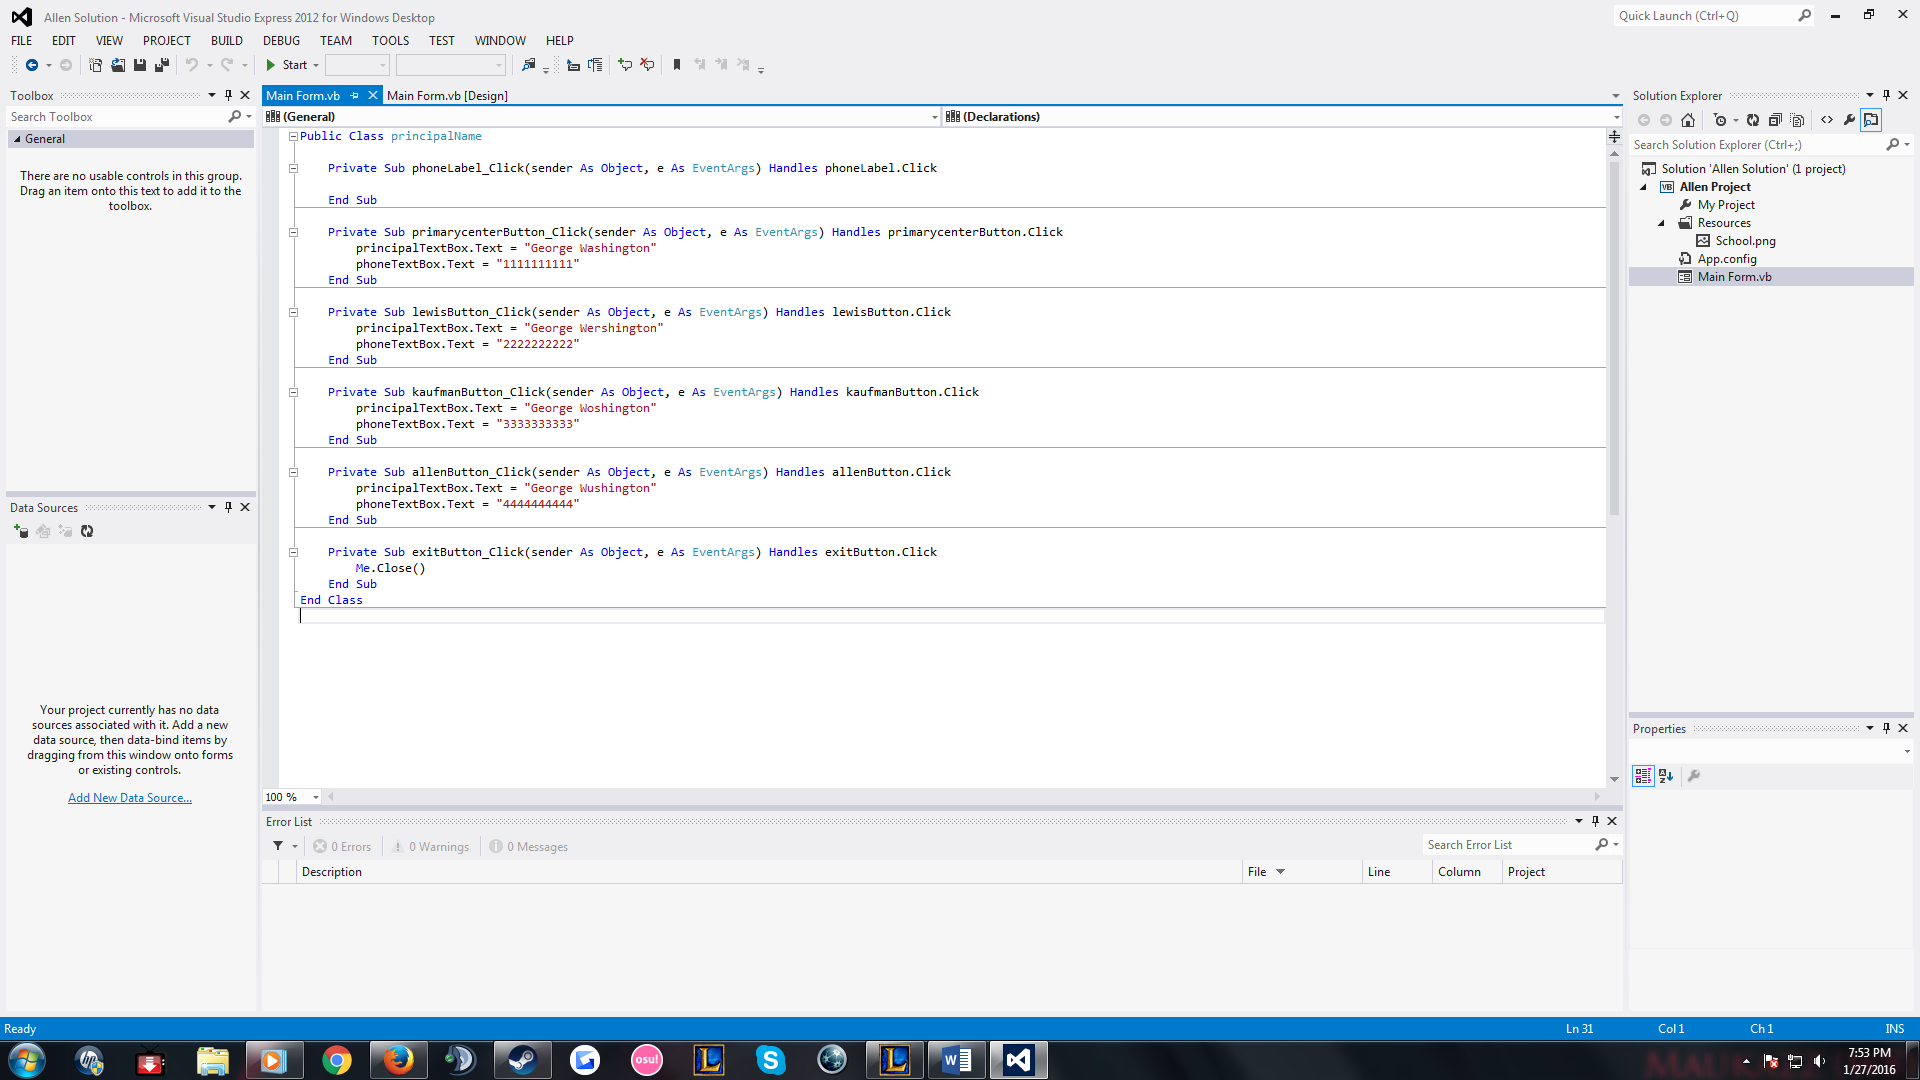 Allen Solution - Microsoft Visual Studio Express 2012 for Windows Desktop
Quick Launch (Ctrl+Q)
FILE EDIT VIEW PROJECT BUILD DEBUG TEAM TOOLS TEST WINDOW HELP
Start
Toolbox
Search Toolbox
General
There are no usable controls in this group.
Drag an item onto this text to add it to the
toolbox.
Data Sources
Your project currently has no data
sources associated with it. Add a new
data source, then data-bind items by
dragging from this window onto forms
or existing controls.
Add New Data Source...
Main Form.vb
Main Form.vb [Design]
(General)
(Declarations)
Public Class principalName
Private Sub phoneLabel_Click(sender As Object, e As EventArgs) Handles phoneLabel.Click
End Sub
Private Sub primarycenterButton_Click(sender As Object, e As EventArgs) Handles primarycenterButton.Click
principalTextBox.Text = "George Washington"
phoneTextBox.Text = "1111111111"
End Sub
Private Sub lewisButton_Click(sender As Object, e As EventArgs) Handles lewisButton.Click
principalTextBox.Text = "George Wershington"
phoneTextBox.Text = "2222222222"
End Sub
Private Sub kaufmanButton_Click(sender As Object, e As EventArgs) Handles kaufmanButton.Click
principalTextBox.Text = "George Woshington"
phoneTextBox.Text = "3333333333"
End Sub
Private Sub allenButton_Click(sender As Object, e As EventArgs) Handles allenButton.Click
principalTextBox.Text = "George Wushington"
phoneTextBox.Text = "4444444444"
End Sub
Private Sub exitButton_Click(sender As Object, e As EventArgs) Handles exitButton.Click
Me.Close()
End Sub
End Class
100 %
Error List
0 Errors 0 Warnings 0 Messages
Search Error List
Description File Line Column Project
Solution Explorer
Search Solution Explorer (Ctrl+;)
Solution 'Allen Solution' (1 project)
VB Allen Project
My Project
Resources
School.png
App.config
Main Form.vb
Properties
Ready
Ln 31 Col 1 Ch 1 INS
hp
osu!
L
S
L
W
7:53 PM
1/27/2016